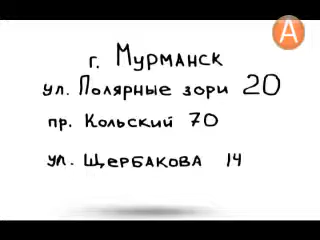 А
г. Мурманск
ул. Полярные зори 20
пр. Кольский 70
ул. Щербакова 14